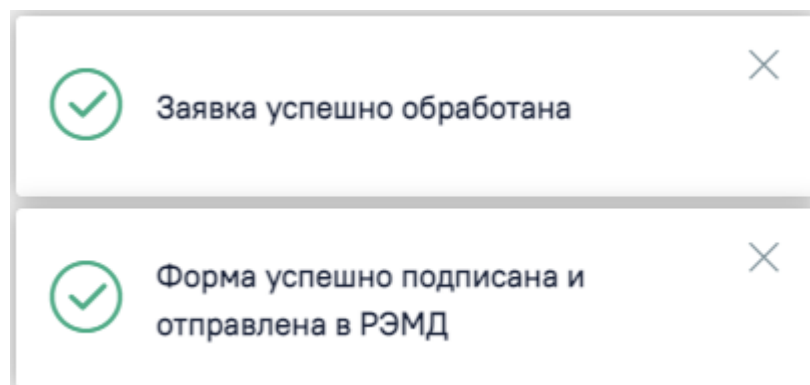 Заявка успешно обработана
Форма успешно подписана и
отправлена в РЭМД